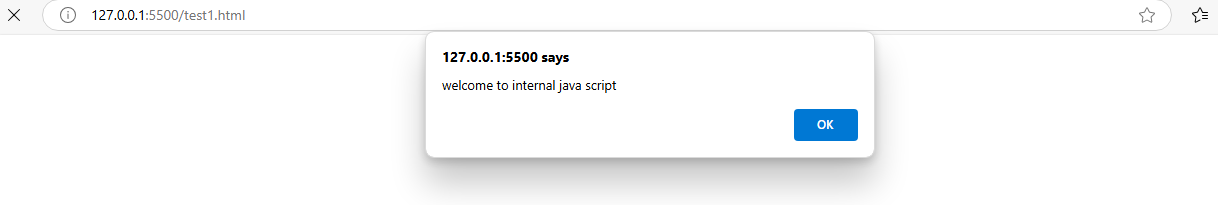 127.0.0.1:5500/test1.html
127.0.0.1:5500 says
welcome to internal java script
OK